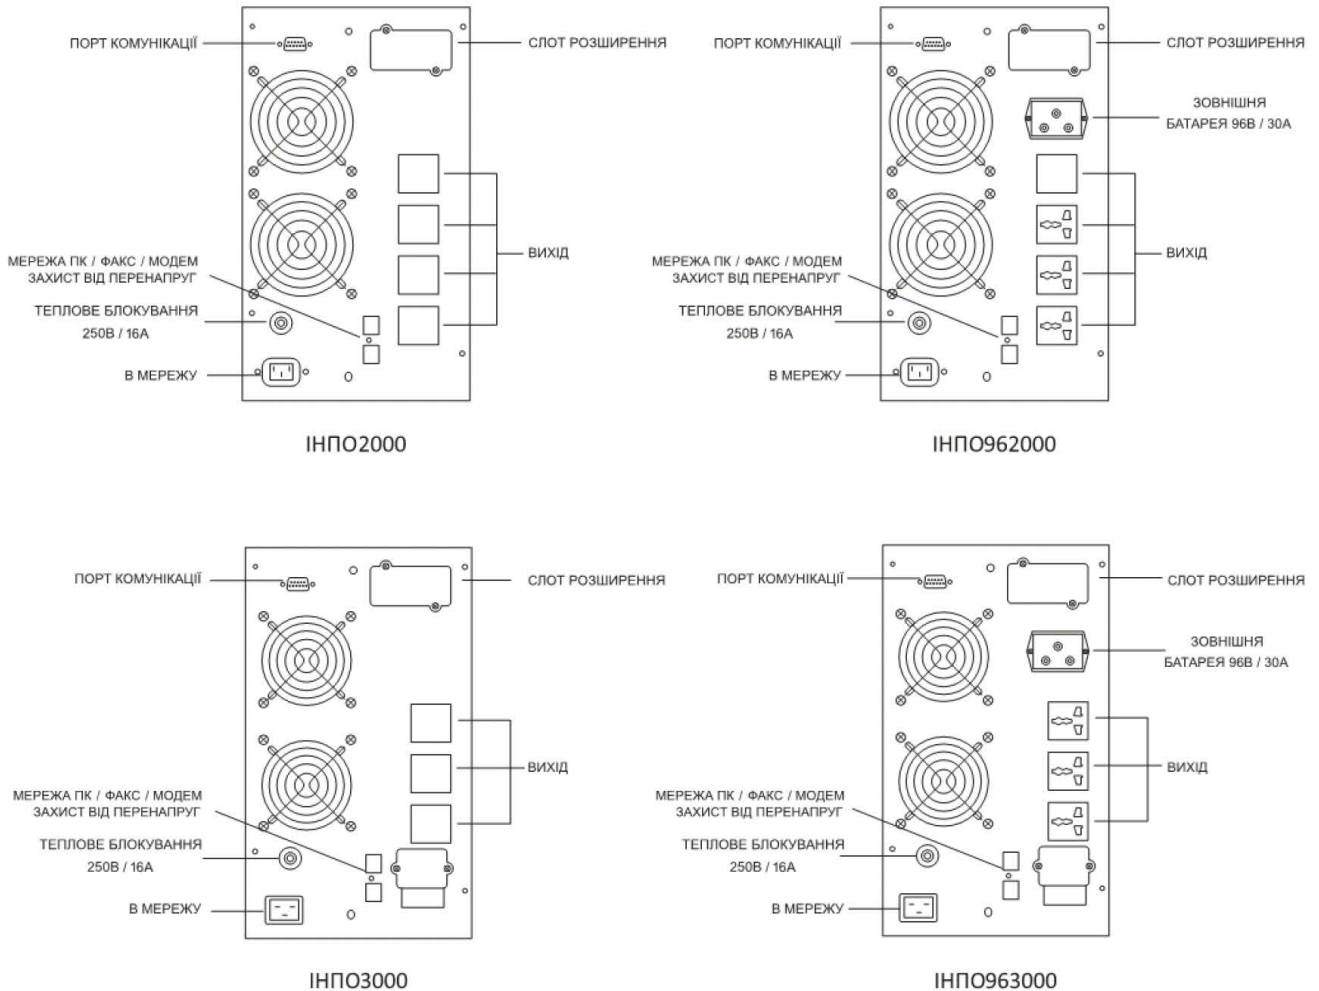 ПОРТ КОМУНІКАЦІЇ
СЛОТ РОЗШИРЕННЯ
ВИХІД
МЕРЕЖА ПК / ФАКС / МОДЕМ
ЗАХИСТ ВІД ПЕРЕНАПРУГ
ТЕПЛОВЕ БЛОКУВАННЯ
250В / 16А
В МЕРЕЖУ
ІНПО2000
ПОРТ КОМУНІКАЦІЇ
СЛОТ РОЗШИРЕННЯ
ЗОВНІШНЯ
БАТАРЕЯ 96В / 30А
ВИХІД
МЕРЕЖА ПК / ФАКС / МОДЕМ
ЗАХИСТ ВІД ПЕРЕНАПРУГ
ТЕПЛОВЕ БЛОКУВАННЯ
250В / 16А
В МЕРЕЖУ
ІНПО962000
ПОРТ КОМУНІКАЦІЇ
СЛОТ РОЗШИРЕННЯ
ВИХІД
МЕРЕЖА ПК / ФАКС / МОДЕМ
ЗАХИСТ ВІД ПЕРЕНАПРУГ
ТЕПЛОВЕ БЛОКУВАННЯ
250В / 16А
В МЕРЕЖУ
ІНПО3000
ПОРТ КОМУНІКАЦІЇ
СЛОТ РОЗШИРЕННЯ
ЗОВНІШНЯ
БАТАРЕЯ 96В / 30А
ВИХІД
МЕРЕЖА ПК / ФАКС / МОДЕМ
ЗАХИСТ ВІД ПЕРЕНАПРУГ
ТЕПЛОВЕ БЛОКУВАННЯ
250В / 16А
В МЕРЕЖУ
ІНПО963000